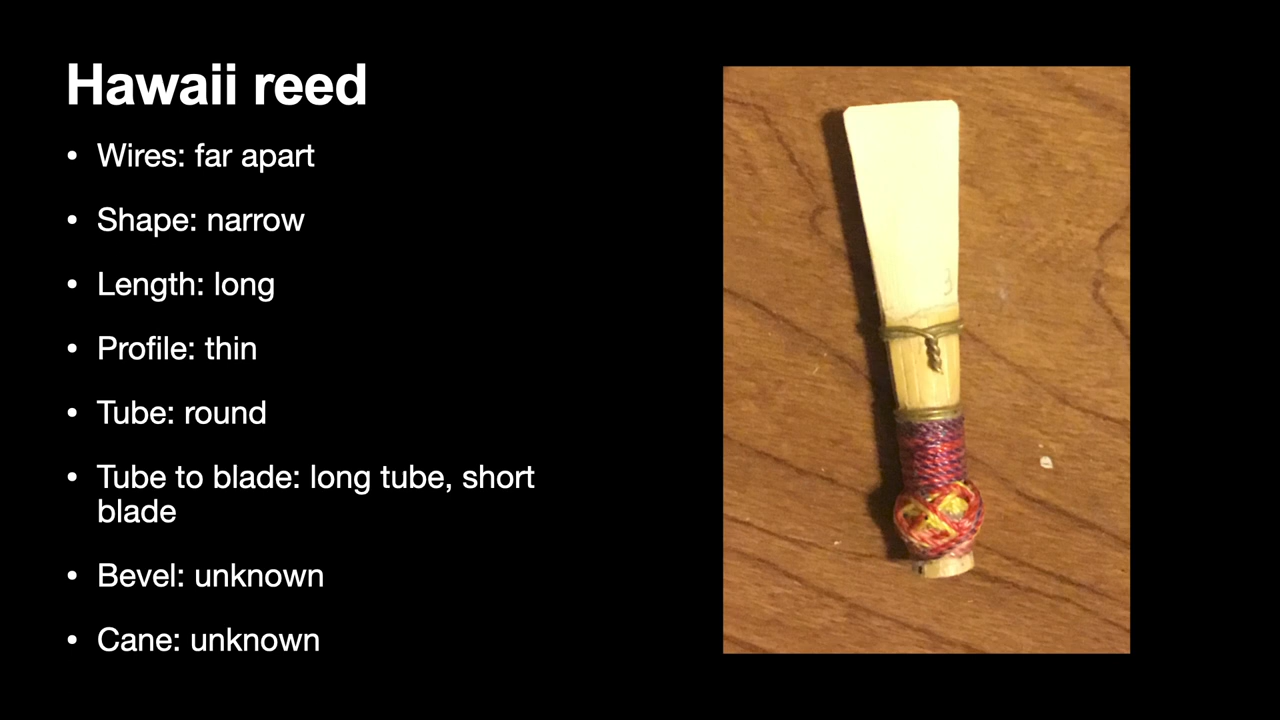 Hawaii reed
• Wires: far apart
• Shape: narrow
• Length: long
• Profile: thin
• Tube: round
• Tube to blade: long tube, short
blade
• Bevel: unknown
• Cane: unknown
3